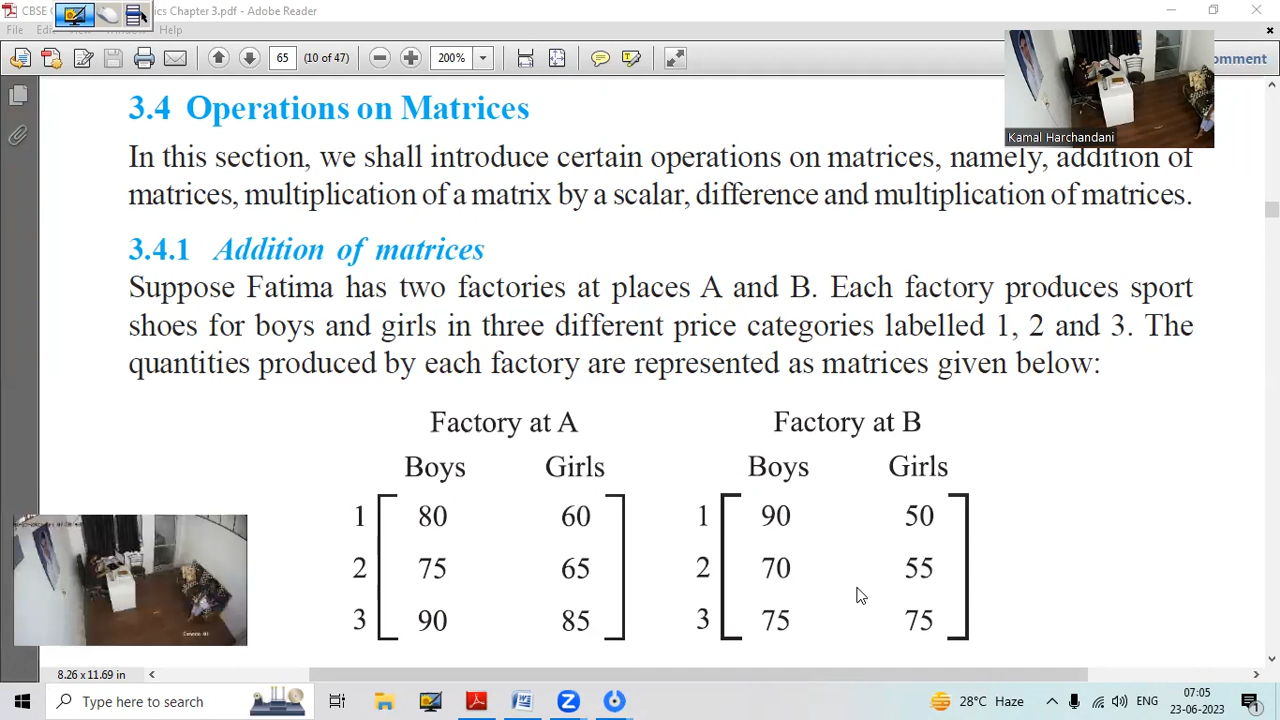 CBSE
ics Chapter 3.pdf - Adobe Reader
File Edi Help
65 (10 of 47) 200%
omment
Kamal Harchandani
3.4 Operations on Matrices
In this section, we shall introduce certain operations on matrices, namely, addition of
matrices, multiplication of a matrix by a scalar, difference and multiplication of matrices.
3.4.1 Addition of matrices
Suppose Fatima has two factories at places A and B. Each factory produces sport
shoes for boys and girls in three different price categories labelled 1, 2 and 3. The
quantities produced by each factory are represented as matrices given below:
Factory at A Factory at B
Boys Girls Boys Girls
1 80 60 1 90 50
2 75 65 2 70 55
3 90 85 3 75 75
8.26 x 11.69 in
Type here to search
28°C Haze
ENG
07:05
23-06-2023
1